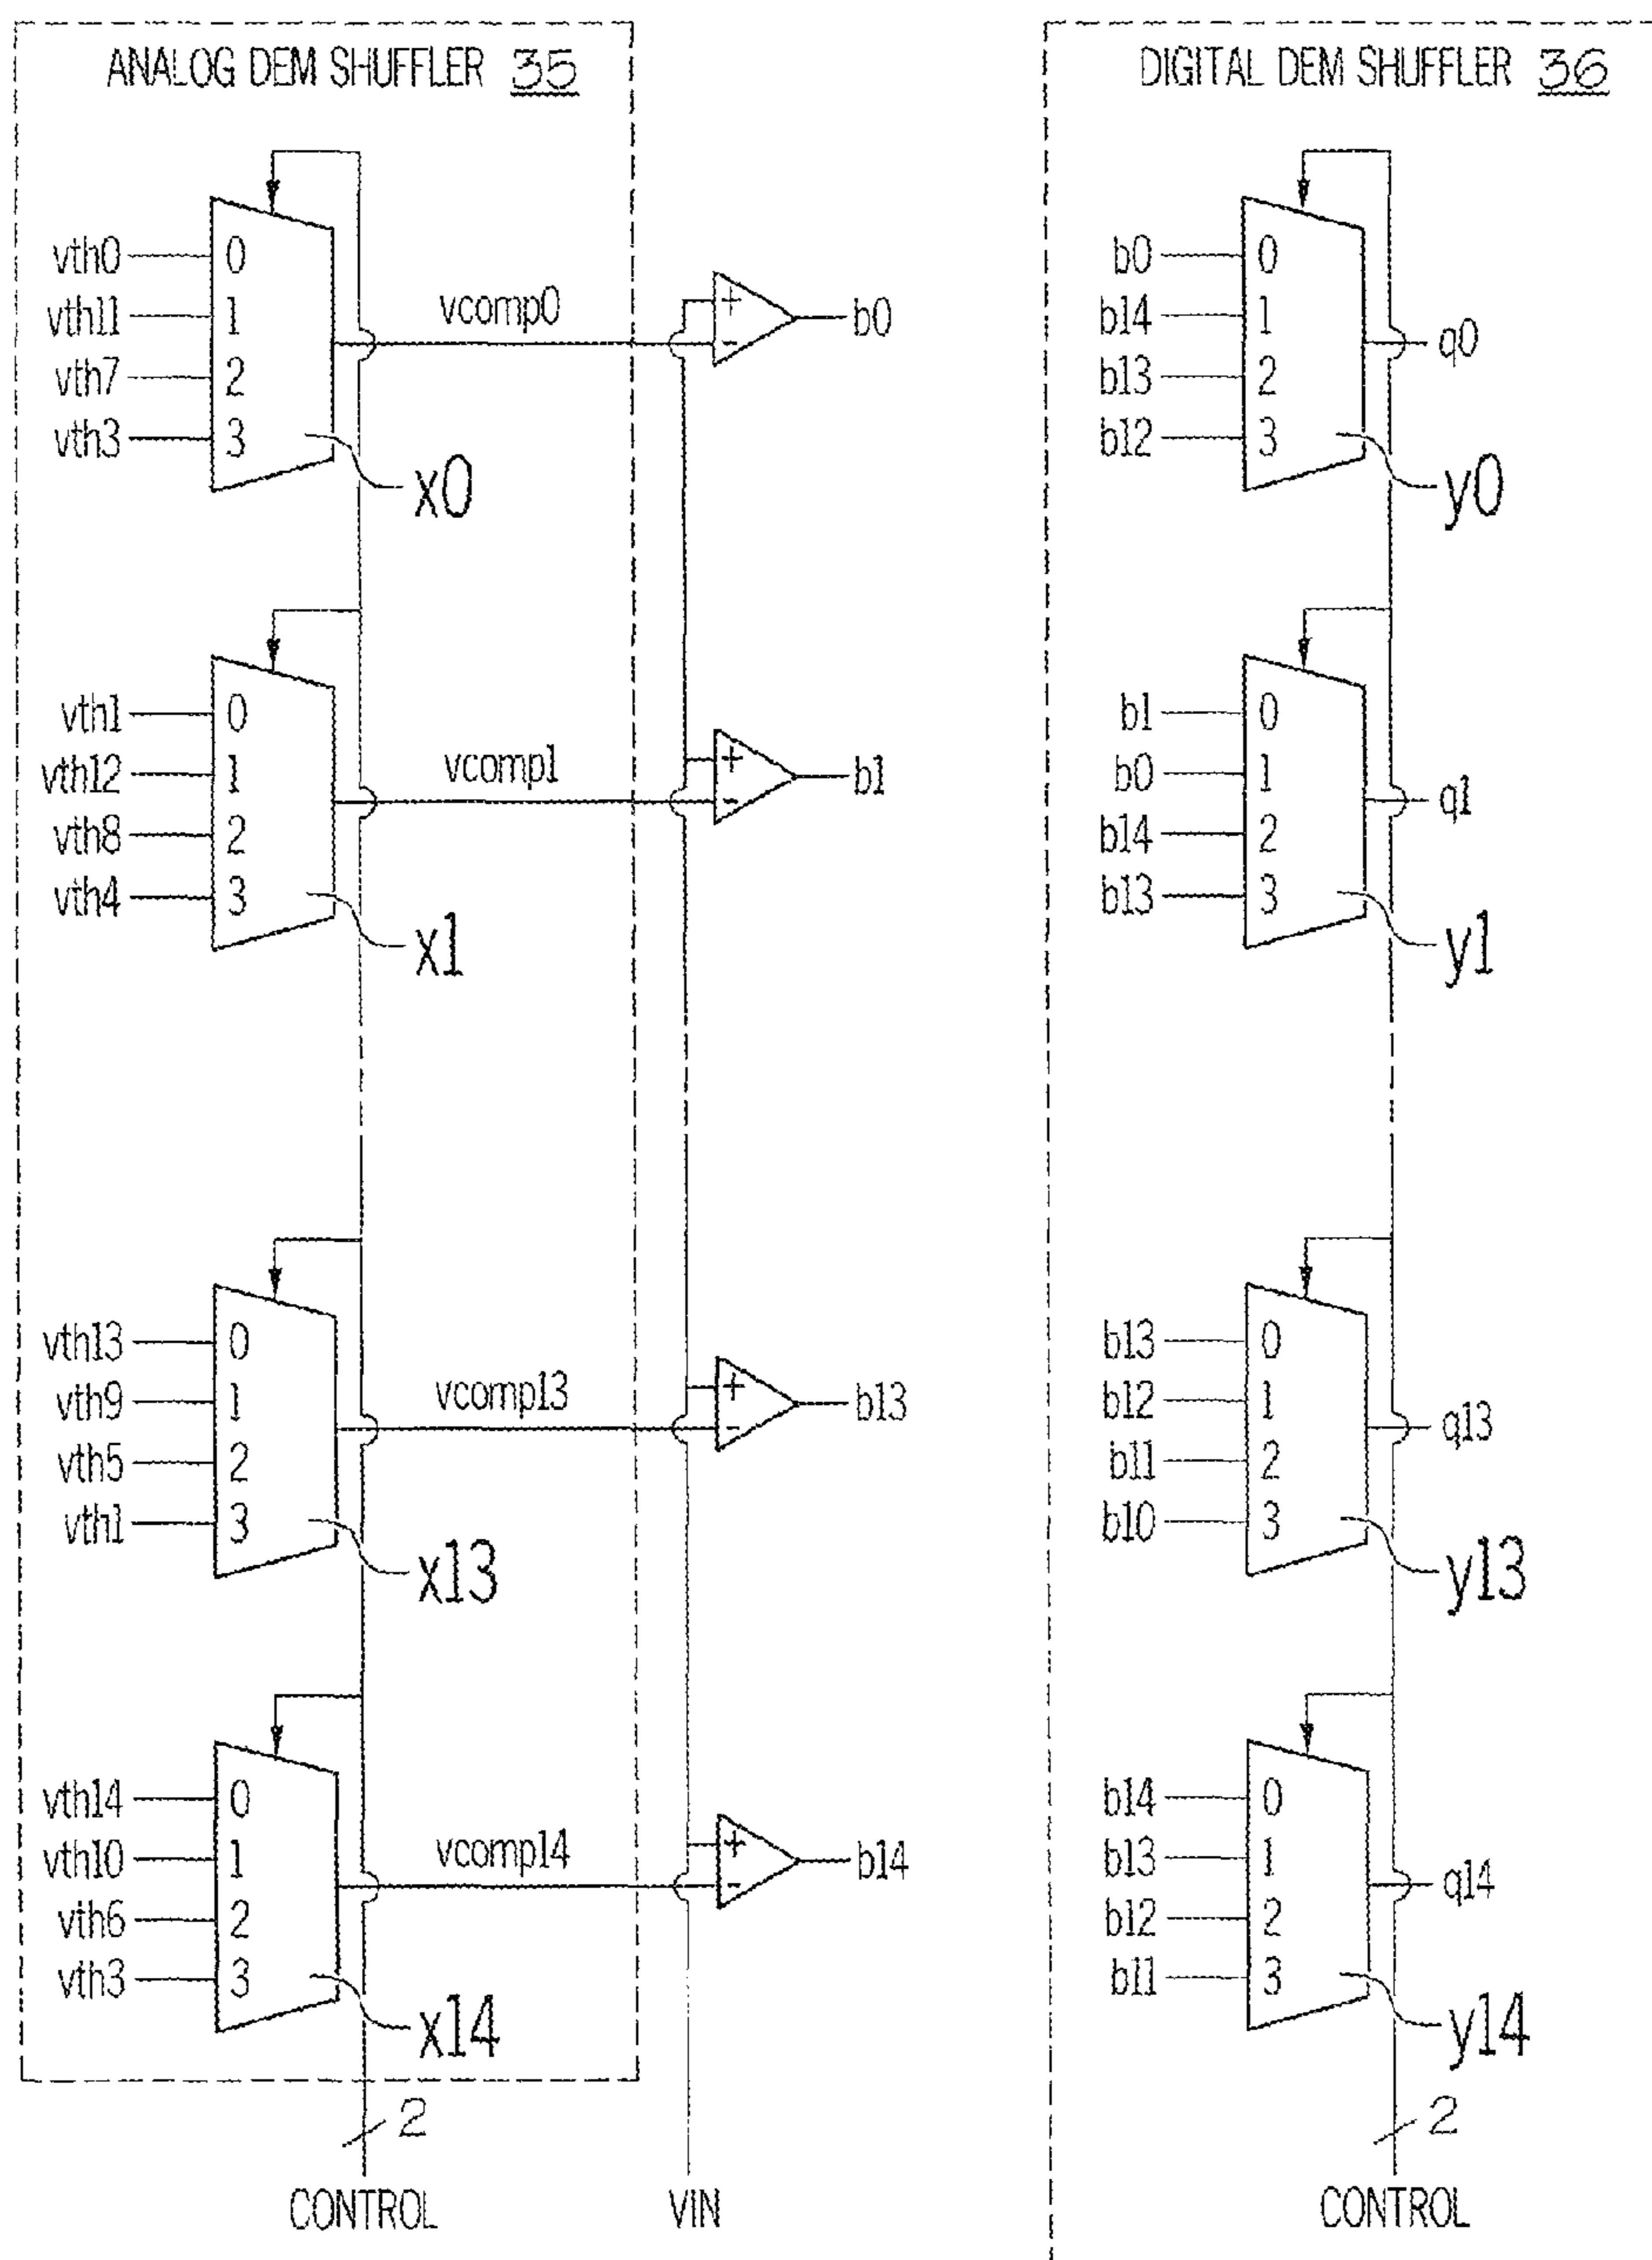 ANALOG DEM SHUFFLER 35
vth0 0
vth11 1
vth7 2
vth3 3
x0
vcomp0
+
-
b0
vth1 0
vth12 1
vth8 2
vth4 3
x1
vcomp1
+
-
b1
vth13 0
vth9 1
vth5 2
vth1 3
x13
vcomp13
+
-
b13
vth14 0
vth10 1
vth6 2
vth3 3
x14
vcomp14
+
-
b14
2
CONTROL
VIN
DIGITAL DEM SHUFFLER 36
b0 0
b14 1
b13 2
b12 3
q0
y0
b1 0
b0 1
b14 2
b13 3
q1
y1
b13 0
b12 1
b11 2
b10 3
q13
y13
b14 0
b13 1
b12 2
b11 3
q14
y14
2
CONTROL